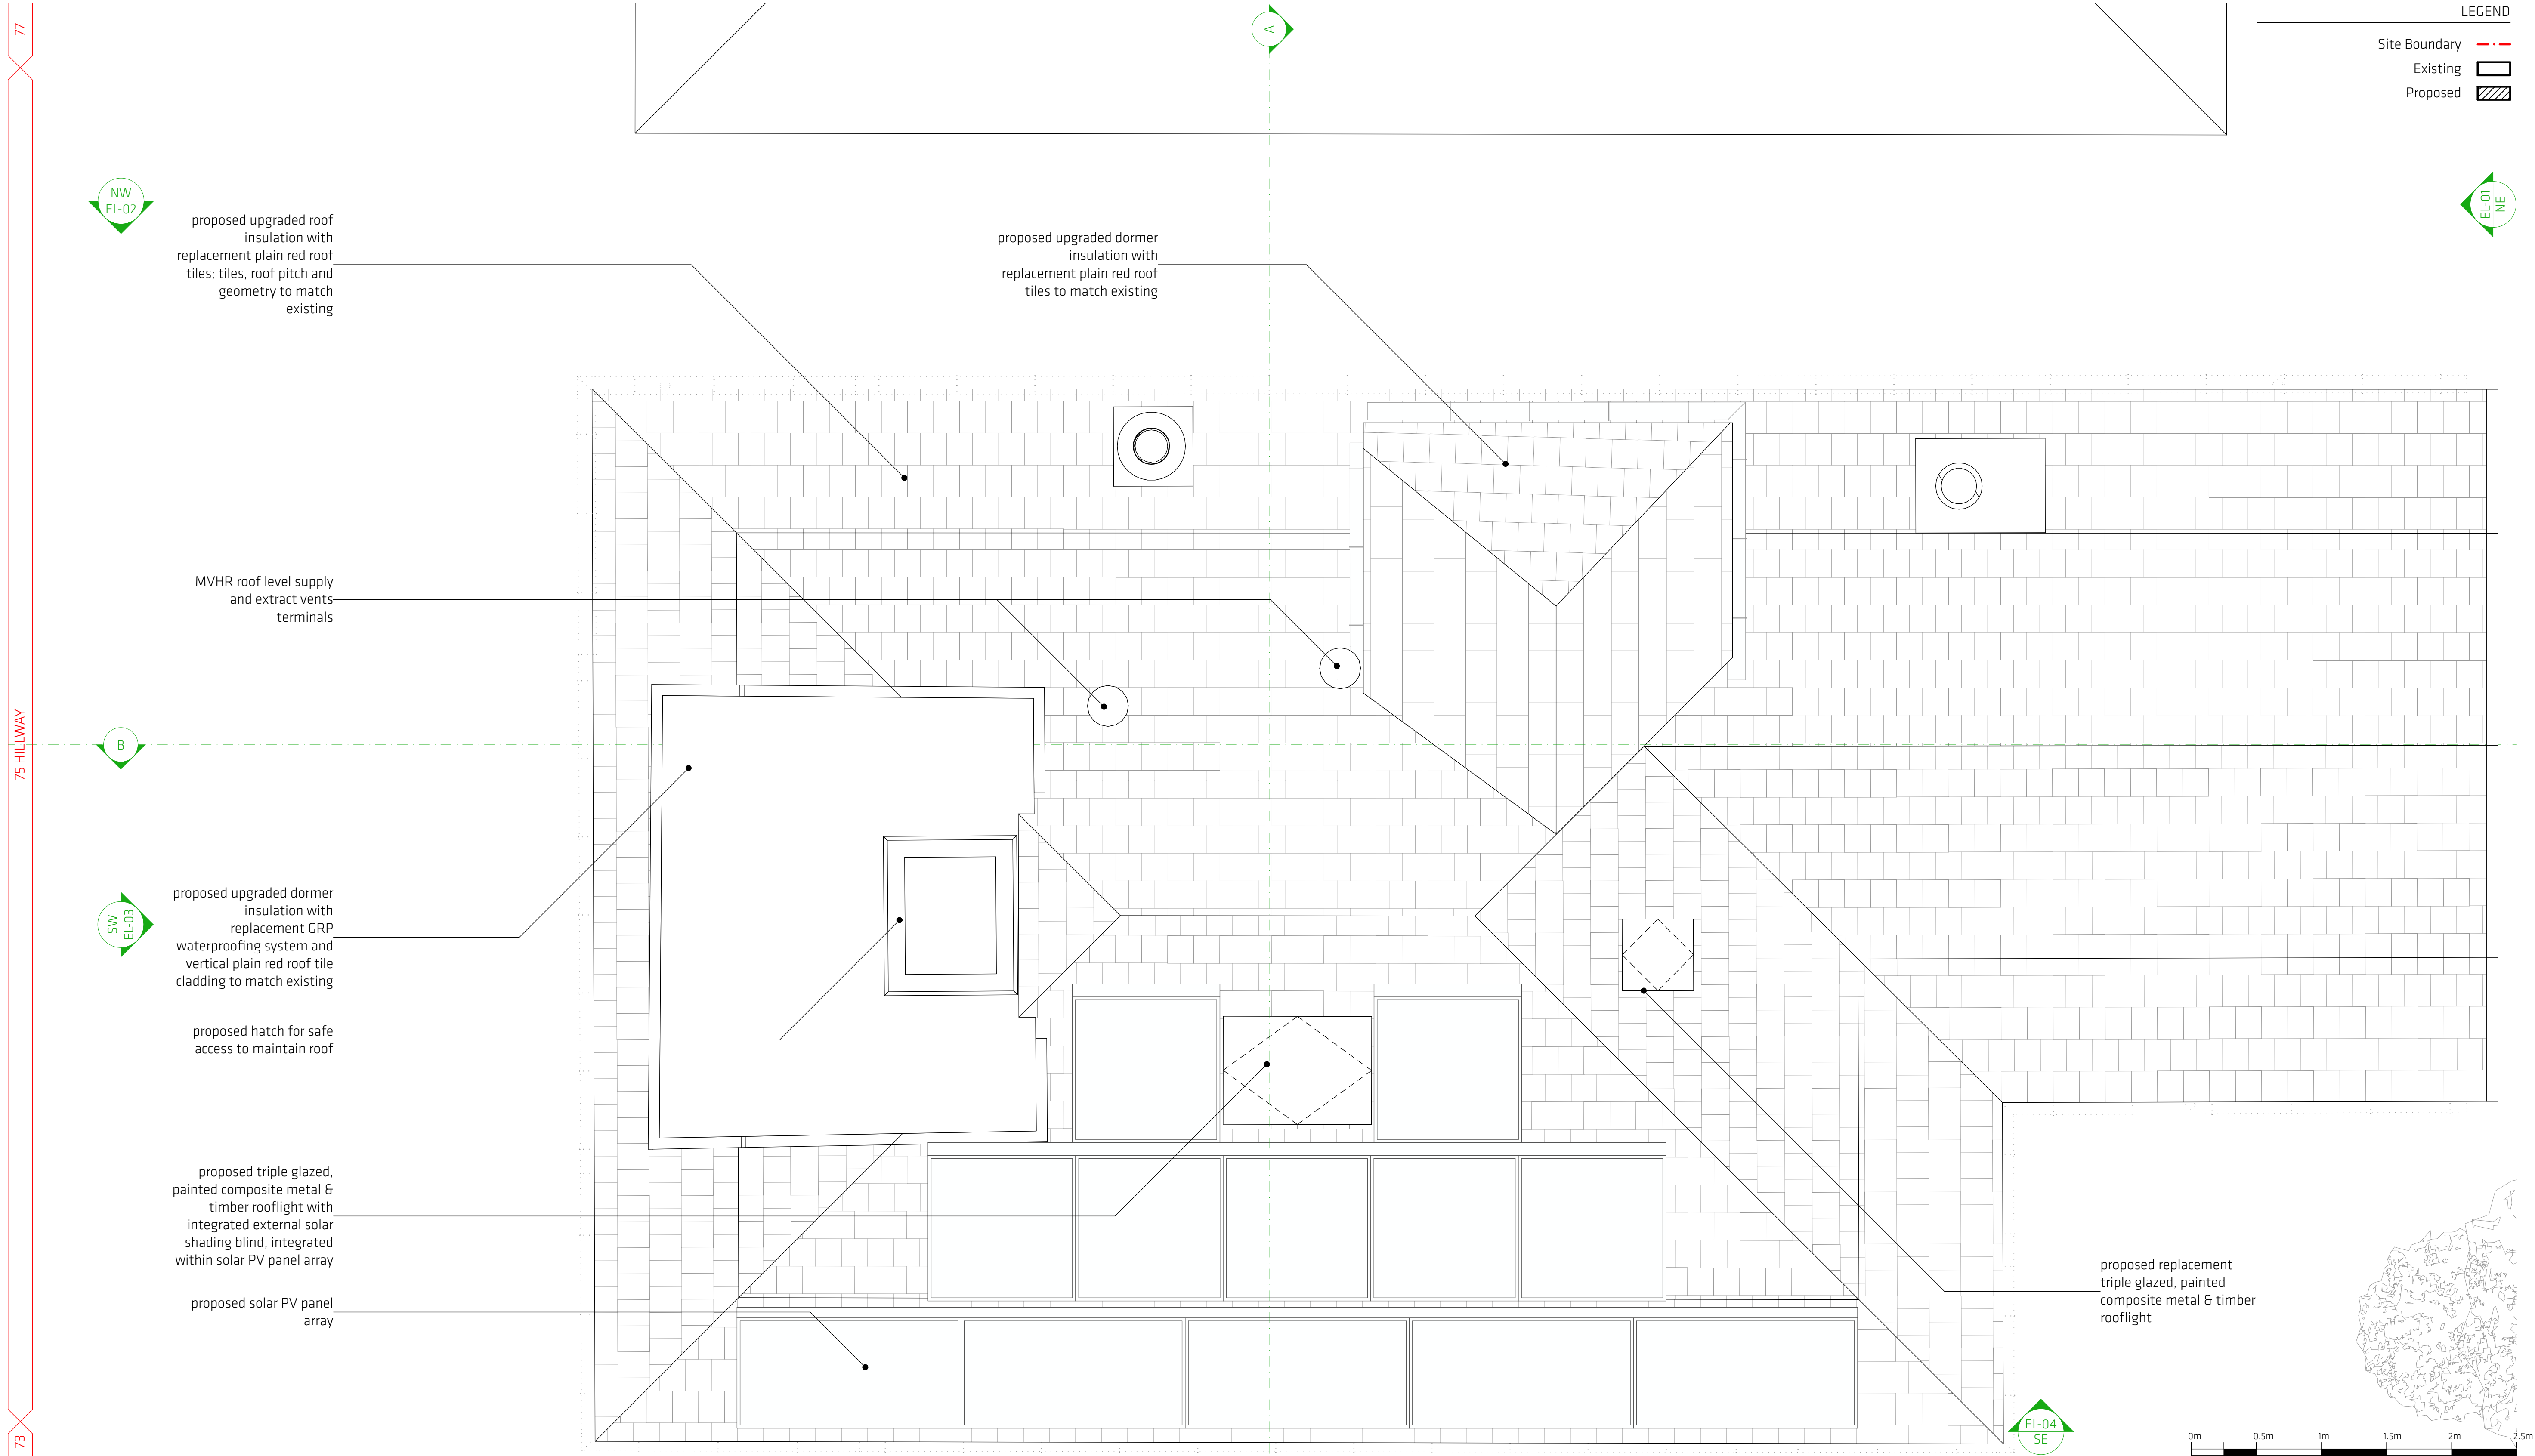 77
A
LEGEND
Site Boundary
Existing
Proposed
NW
EL-02
EL-01
NE
proposed upgraded roof
insulation with
replacement plain red roof
tiles; tiles, roof pitch and
geometry to match
existing
proposed upgraded dormer
insulation with
replacement plain red roof
tiles to match existing
MVHR roof level supply
and extract vents
terminals
75 HILLWAY
B
SW
EL-03
proposed upgraded dormer
insulation with
replacement GRP
waterproofing system and
vertical plain red roof tile
cladding to match existing
proposed hatch for safe
access to maintain roof
proposed triple glazed,
painted composite metal &
timber rooflight with
integrated external solar
shading blind, integrated
within solar PV panel array
proposed solar PV panel
array
proposed replacement
triple glazed, painted
composite metal & timber
rooflight
73
EL-04
SE
0m 0.5m 1m 1.5m 2m 2.5m